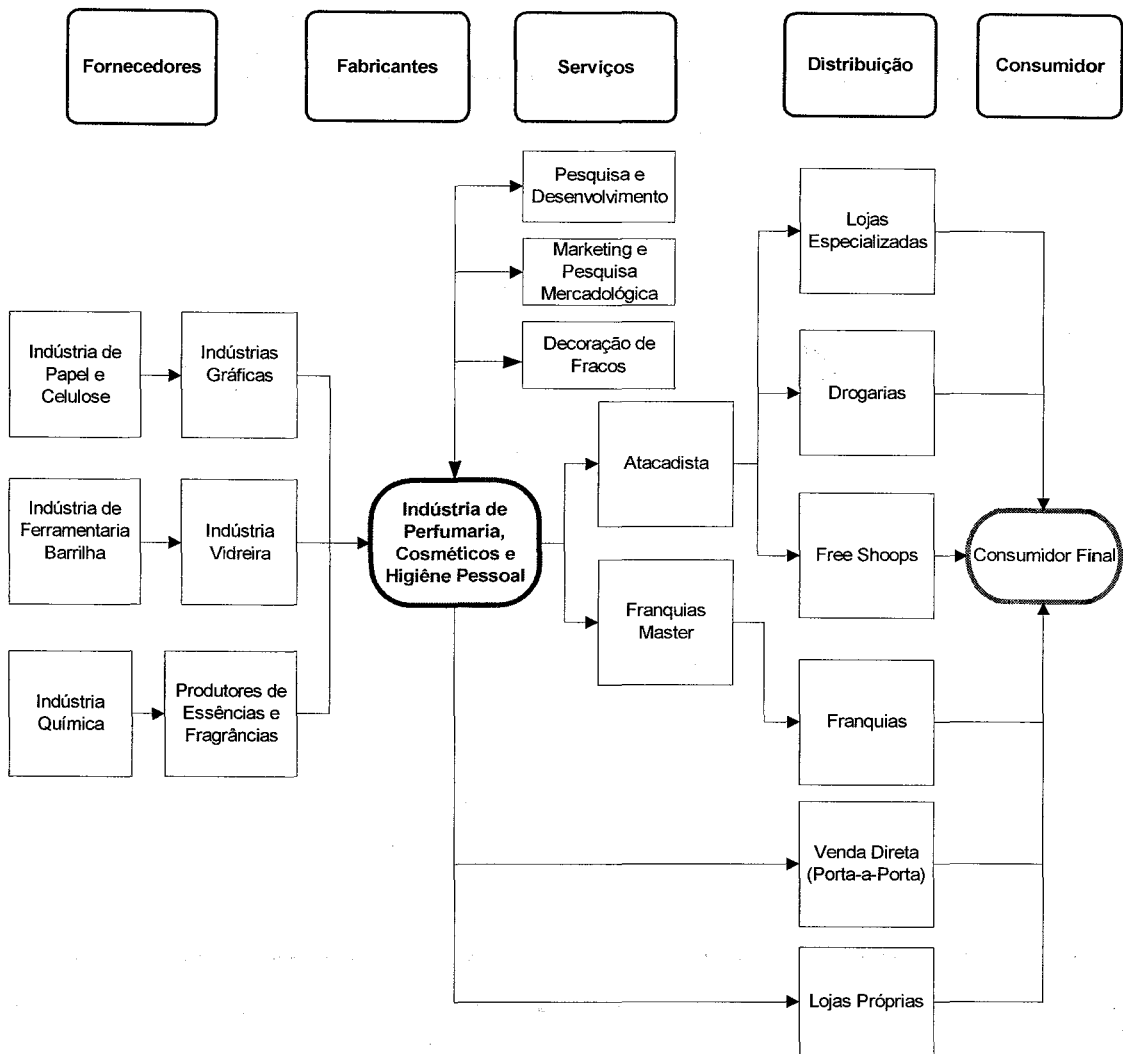 Fornecedores
Fabricantes
Serviços
Distribuição
Consumidor
Pesquisa e
Desenvolvimento
Marketing e
Pesquisa
Mercadológica
Decoração de
Fracos
Indústria de
Papel e
Celulose
Indústrias
Gráficas
Indústria de
Ferramentaria
Barrilha
Indústria
Vidreira
Indústria
Química
Produtores de
Essências e
Fragrâncias
Indústria de
Perfumaria,
Cosméticos e
Higiêne Pessoal
Atacadista
Franquias
Master
Lojas
Especializadas
Drogarias
Free Shoops
Franquias
Venda Direta
(Porta-a-Porta)
Lojas Próprias
Consumidor Final